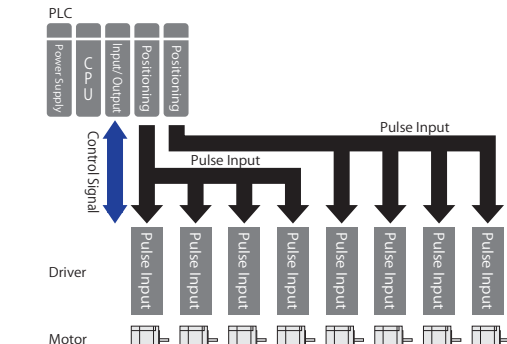 PLC
Power Supply
CPU
Input/ Output
Positioning
Positioning
Control Signal
Pulse Input
Pulse Input
Driver
Pulse Input
Pulse Input
Pulse Input
Pulse Input
Pulse Input
Pulse Input
Pulse Input
Pulse Input
Motor